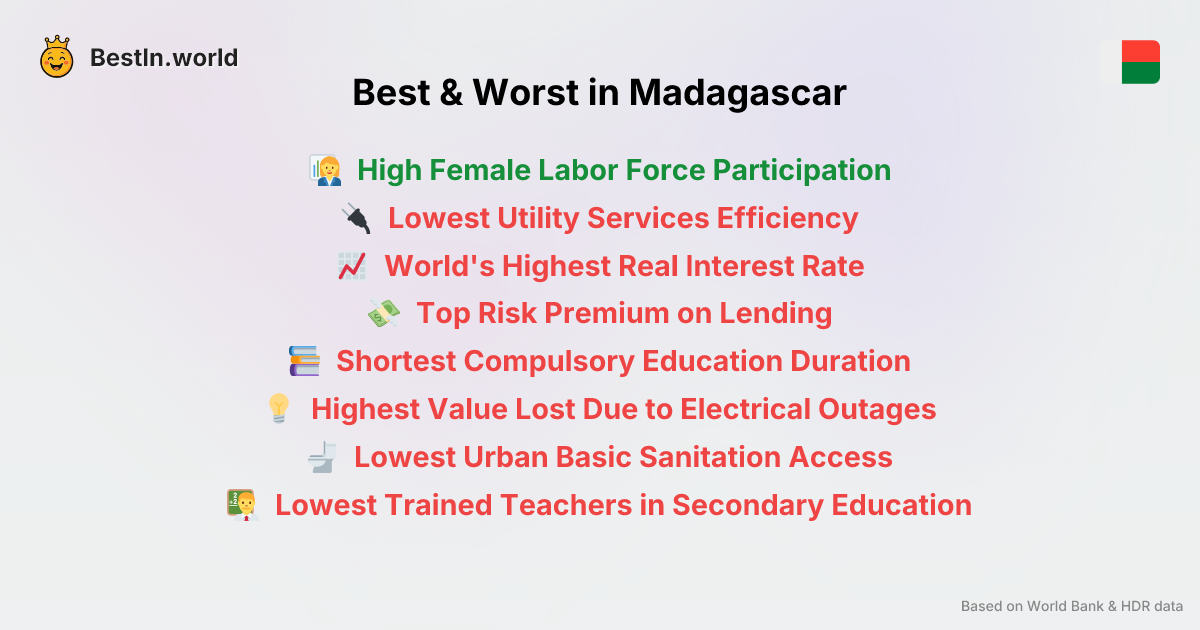 BestIn.world
Best & Worst in Madagascar
High Female Labor Force Participation
Lowest Utility Services Efficiency
World's Highest Real Interest Rate
Top Risk Premium on Lending
Shortest Compulsory Education Duration
Highest Value Lost Due to Electrical Outages
Lowest Urban Basic Sanitation Access
Lowest Trained Teachers in Secondary Education
Based on World Bank & HDR data